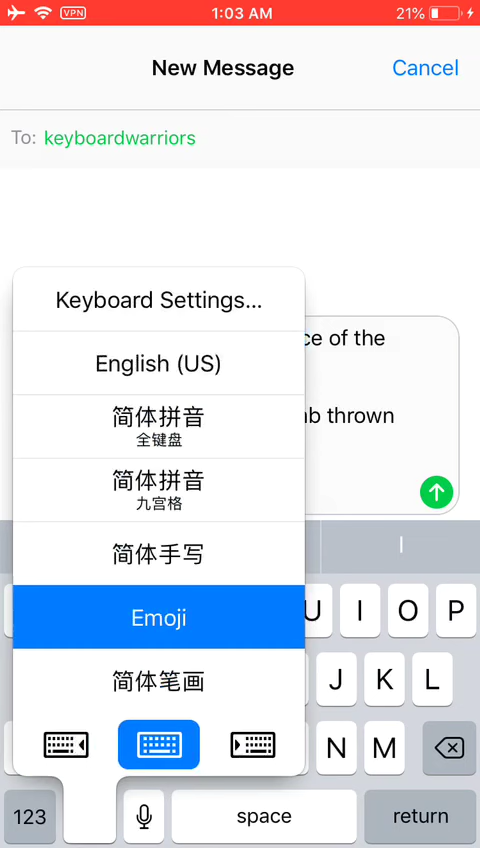 VPN
1:03 AM
21%
New Message
Cancel
To: keyboardwarriors
Keyboard Settings...
English (US)
简体拼音
全键盘
简体拼音
九宫格
简体手写
Emoji
简体笔画
of the
thrown
I
U I O P
J K L
N M
123
space
return